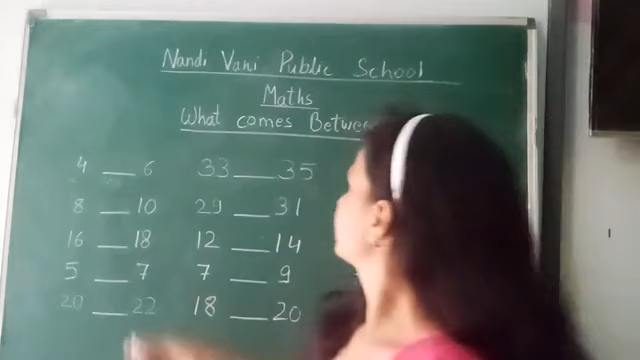 Nandi Vani Public School
Maths
What comes Betwee
4 __ 6 33 __ 35
8 __ 10 29 __ 31
16 __ 18 12 __ 14
5 __ 7 7 __ 9
20 __ 22 18 __ 20